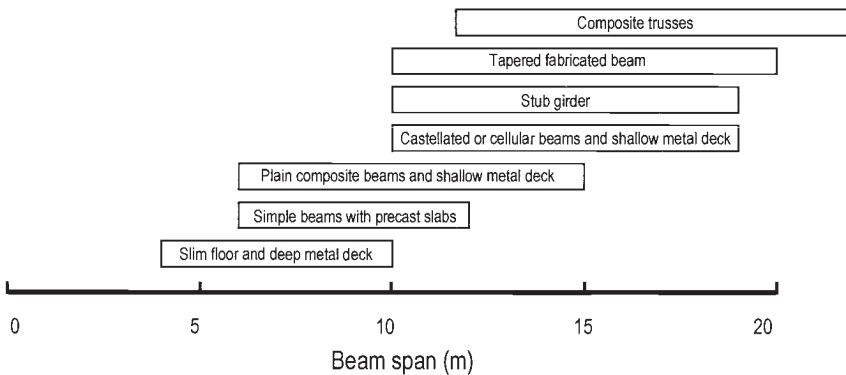 Composite trusses
Tapered fabricated beam
Stub girder
Castellated or cellular beams and shallow metal deck
Plain composite beams and shallow metal deck
Simple beams with precast slabs
Slim floor and deep metal deck
0 5 10 15 20
Beam span (m)